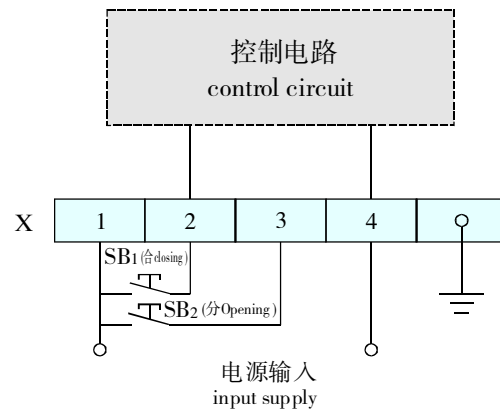 控制电路
control circuit
X 1 2 3 4
SB1 (合closing)
SB2 (分Opening)
电源输入
input supply